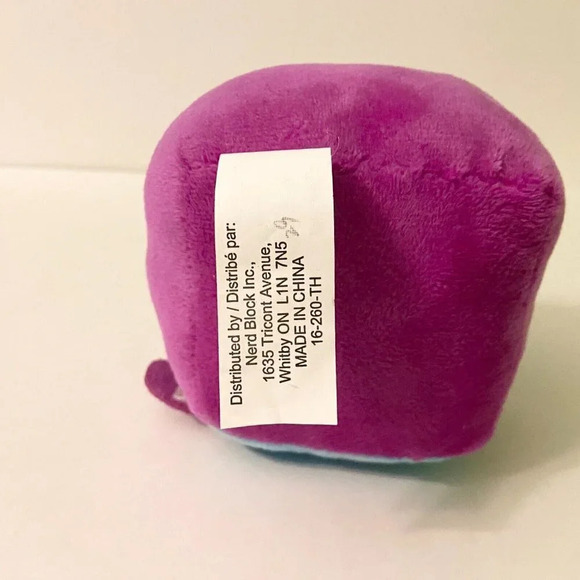 Distributed by / Distribé par:
Nerd Block Inc.,
1635 Tricont Avenue,
Whitby ON L1N 7N5
MADE IN CHINA
16-260-TH